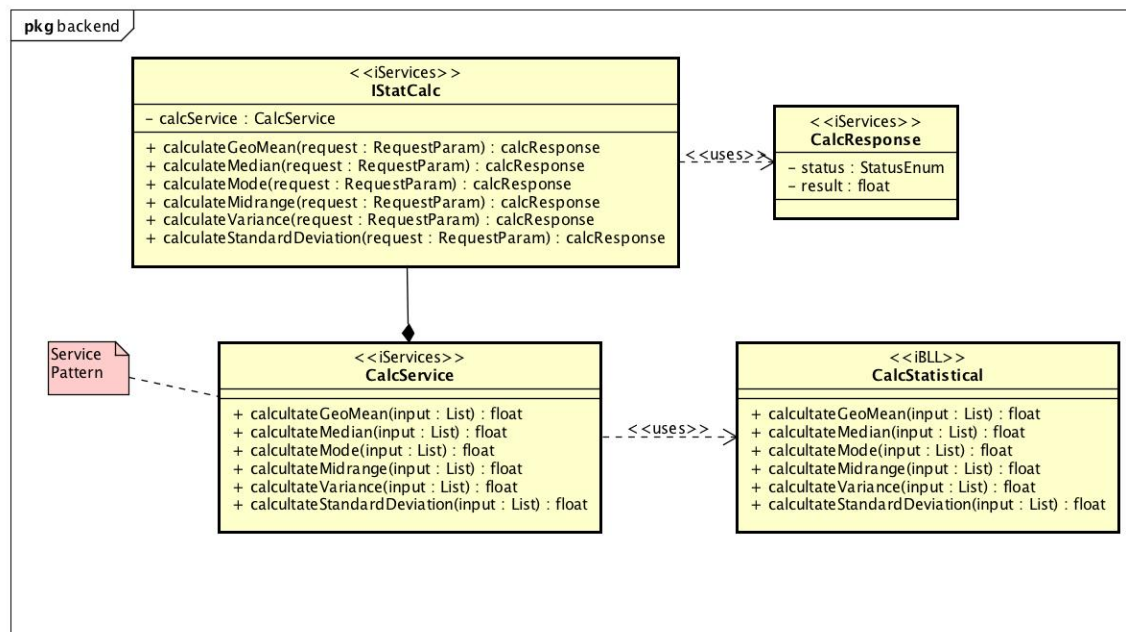 pkg backend
<<iServices>>
IStatCalc
- calcService : CalcService
+ calculateGeoMean(request : RequestParam) : calcResponse
+ calculateMedian(request : RequestParam) : calcResponse
+ calculateMode(request : RequestParam) : calcResponse
+ calculateMidrange(request : RequestParam) : calcResponse
+ calculateVariance(request : RequestParam) : calcResponse
+ calculateStandardDeviation(request : RequestParam) : calcResponse
<<uses>>
<<iServices>>
CalcResponse
- status : StatusEnum
- result : float
Service
Pattern
<<iServices>>
CalcService
+ calcultateGeoMean(input : List) : float
+ calcultateMedian(input : List) : float
+ calcultateMode(input : List) : float
+ calcultateMidrange(input : List) : float
+ calcultateVariance(input : List) : float
+ calcultateStandardDeviation(input : List) : float
<<uses>>
<<iBLL>>
CalcStatistical
+ calcultateGeoMean(input : List) : float
+ calcultateMedian(input : List) : float
+ calcultateMode(input : List) : float
+ calcultateMidrange(input : List) : float
+ calcultateVariance(input : List) : float
+ calcultateStandardDeviation(input : List) : float